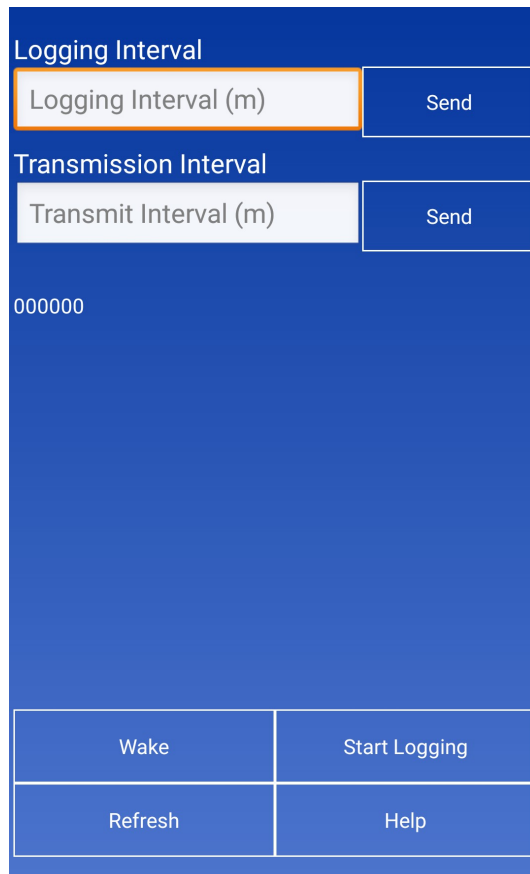 Logging Interval
Logging Interval (m)
Send
Transmission Interval
Transmit Interval (m)
Send
000000
Wake
Start Logging
Refresh
Help